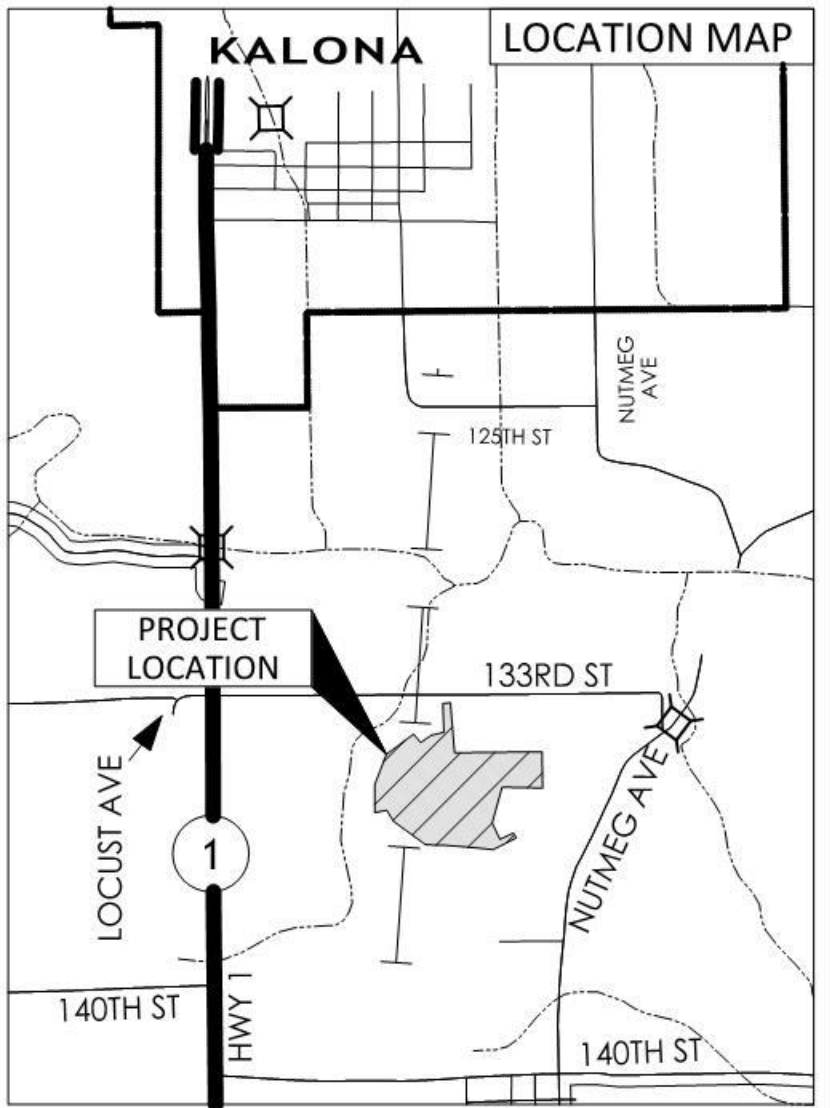 KALONA
LOCATION MAP
NUTMEG
AVE
125TH ST
PROJECT
LOCATION
133RD ST
LOCUST AVE
NUTMEG AVE
1
140TH ST
HWY 1
140TH ST